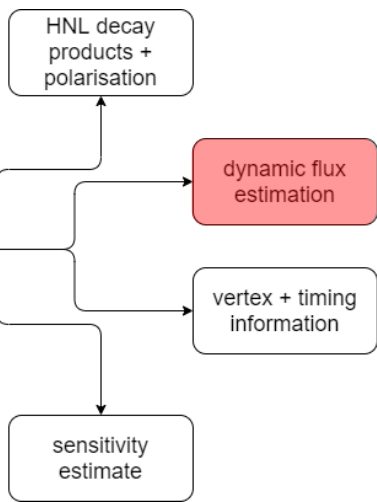 HNL decay
products +
polarisation
dynamic flux
estimation
vertex + timing
information
sensitivity
estimate